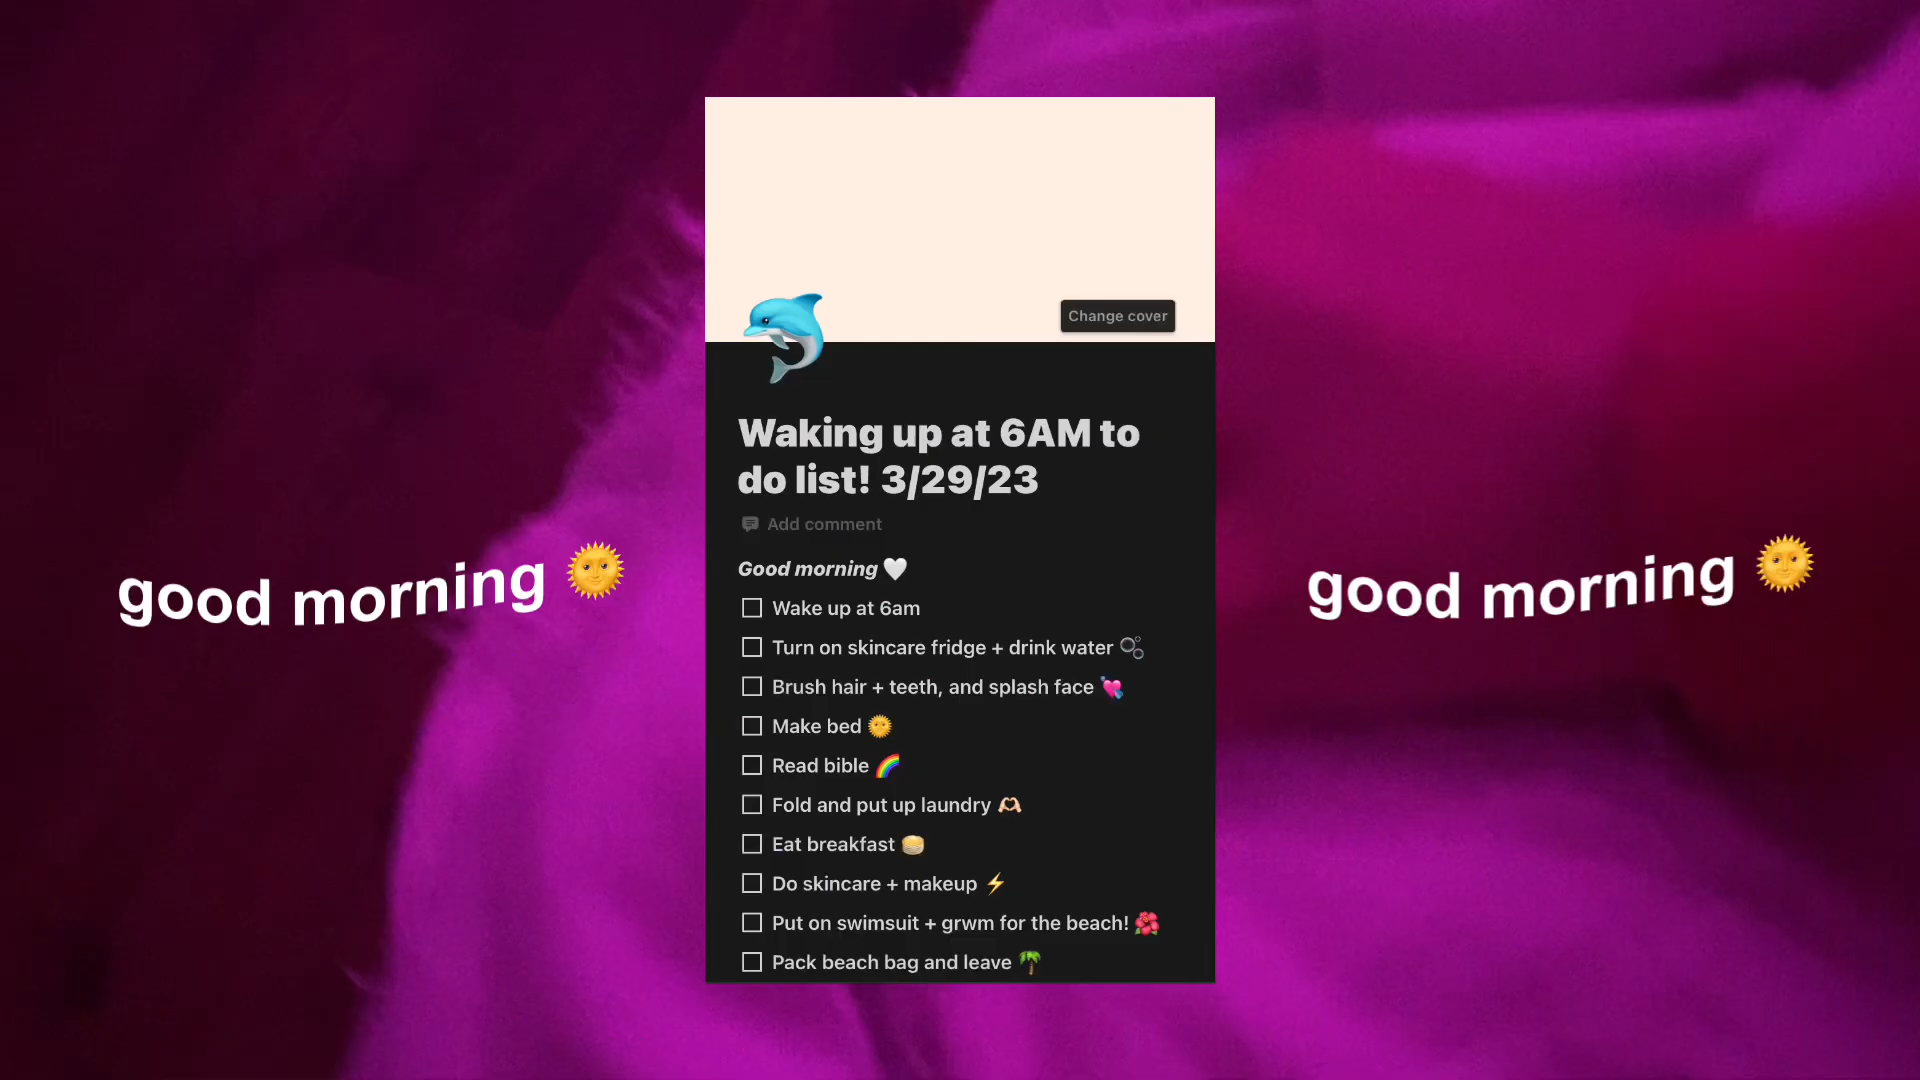 Change cover
Waking up at 6AM to
do list! 3/29/23
Add comment
Good morning 🤍
Wake up at 6am
Turn on skincare fridge + drink water 🫧
Brush hair + teeth, and splash face 💘
Make bed 🌞
Read bible 🌈
Fold and put up laundry 🫶🏻
Eat breakfast 🥞
Do skincare + makeup ⚡
Put on swimsuit + grwm for the beach! 🌺
Pack beach bag and leave 🌴
good morning 🌞
good morning 🌞